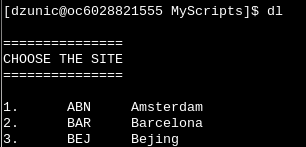 [dzunic@oc6028821555 MyScripts]$ dl
===============
CHOOSE THE SITE
===============
1. ABN Amsterdam
2. BAR Barcelona
3. BEJ Bejing